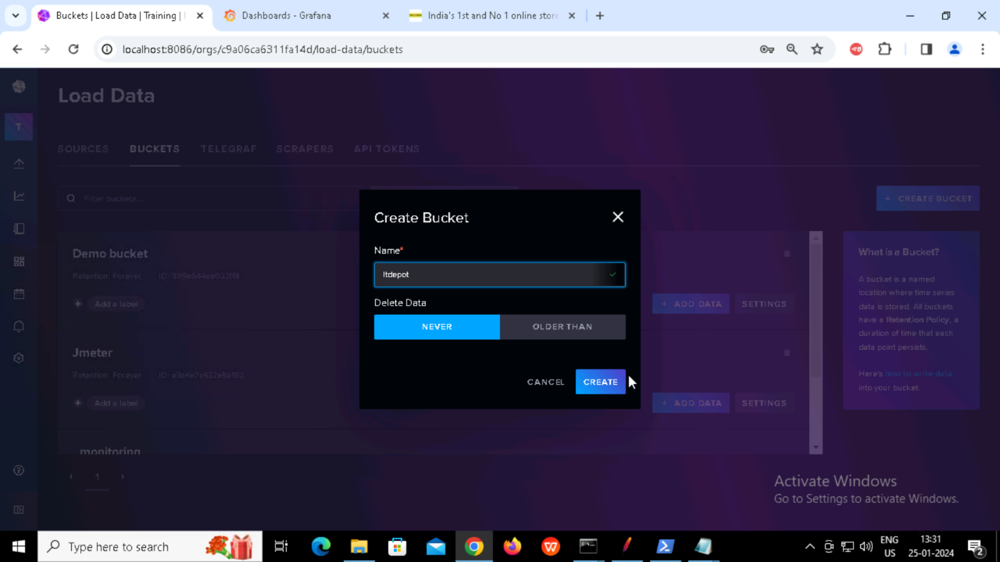 Buckets | Load Data | Training |
Dashboards - Grafana
India's 1st and No 1 online store
localhost:8086/orgs/c9a06ca6311fa14d/load-data/buckets
Load Data
T
SOURCES
BUCKETS
TELEGRAF
SCRAPERS
API TOKENS
Filter buckets...
+ CREATE BUCKET
Create Bucket
Name*
ltdepot
Delete Data
NEVER
OLDER THAN
CANCEL
CREATE
Demo bucket
Retention: Forever
+ Add a label
+ ADD DATA
SETTINGS
Jmeter
Retention: Forever
ID: e3c4e7c432e8a152
+ Add a label
+ ADD DATA
SETTINGS
_monitoring
1
What is a Bucket?
A bucket is a named
location where time series
data is stored. All buckets
have a Retention Policy, a
duration of time that each
data point persists.
Here's how to write data
into your bucket.
Activate Windows
Go to Settings to activate Windows.
Type here to search
ENG
US
13:31
25-01-2024
2